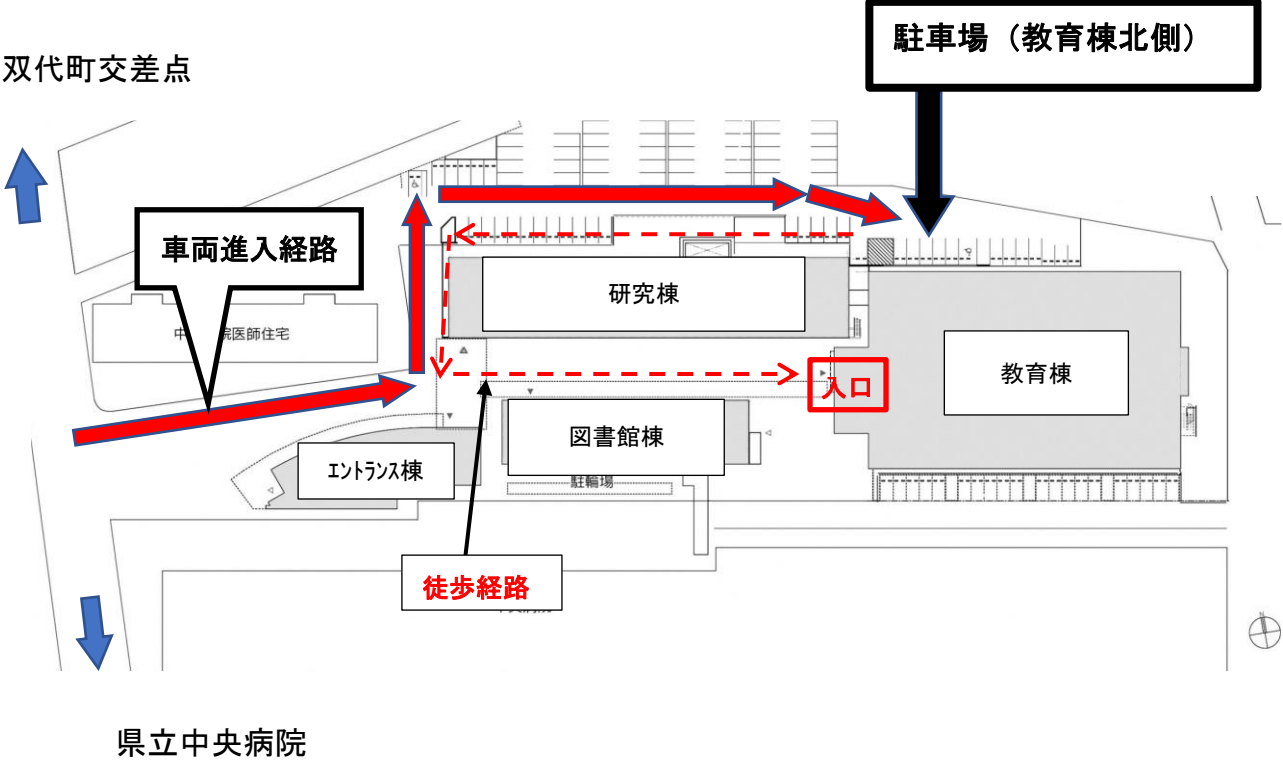 駐車場（教育棟北側）
双代町交差点
車両進入経路
研究棟
医師住宅
教育棟
入口
図書館棟
ｴﾝﾄﾗﾝｽ棟
駐輪場
徒歩経路
県立中央病院